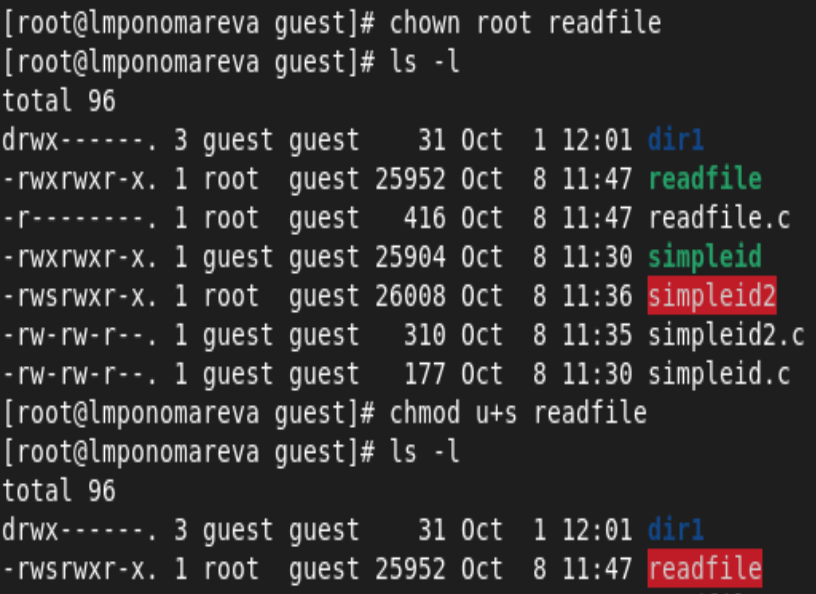 [root@lmponomareva guest]# chown root readfile
[root@lmponomareva guest]# ls -l
total 96
drwx------. 3 guest guest    31 Oct  1 12:01 dir1
-rwxrwxr-x. 1 root  guest 25952 Oct  8 11:47 readfile
-r--------. 1 root  guest   416 Oct  8 11:47 readfile.c
-rwxrwxr-x. 1 guest guest 25904 Oct  8 11:30 simpleid
-rwsrwxr-x. 1 root  guest 26008 Oct  8 11:36 simpleid2
-rw-rw-r--. 1 guest guest   310 Oct  8 11:35 simpleid2.c
-rw-rw-r--. 1 guest guest   177 Oct  8 11:30 simpleid.c
[root@lmponomareva guest]# chmod u+s readfile
[root@lmponomareva guest]# ls -l
total 96
drwx------. 3 guest guest    31 Oct  1 12:01 dir1
-rwsrwxr-x. 1 root  guest 25952 Oct  8 11:47 readfile